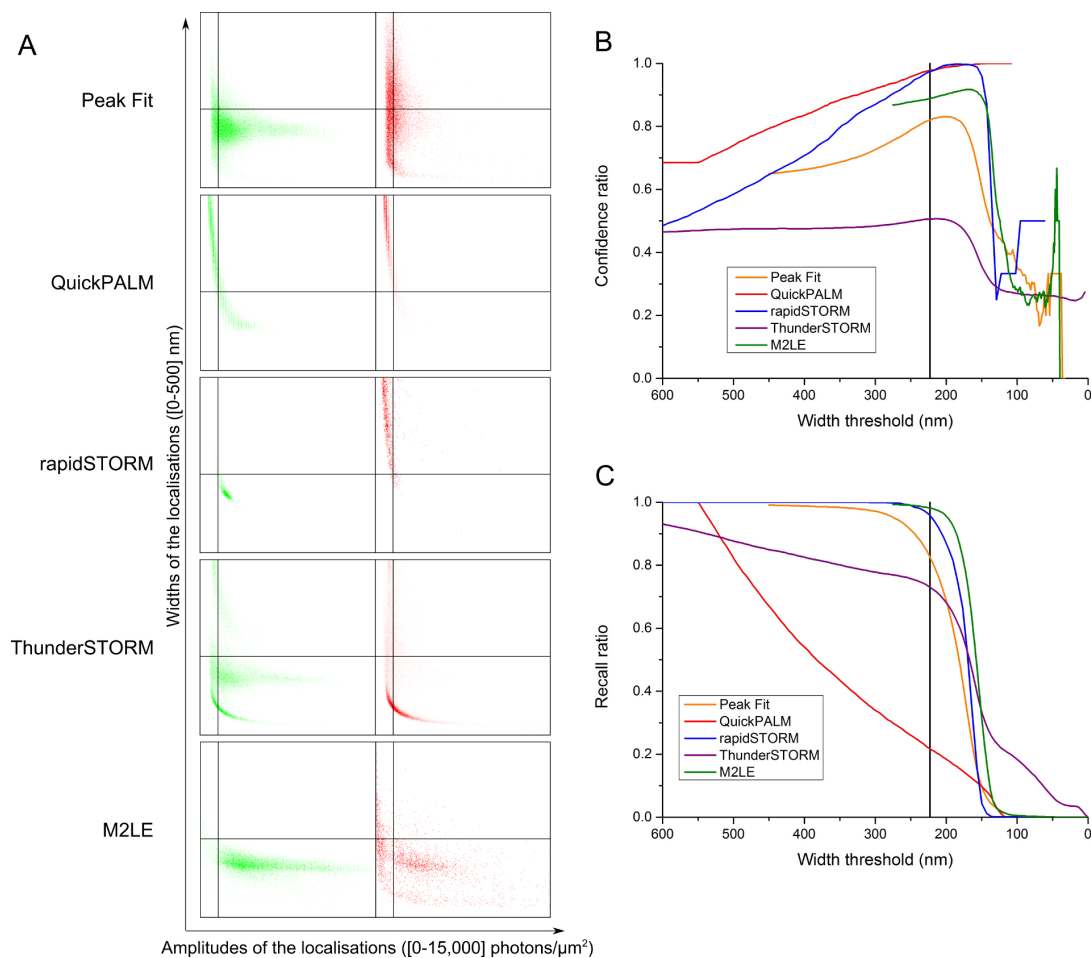 A
Peak Fit
QuickPALM
rapidSTORM
ThunderSTORM
M2LE
Widths of the localisations ([0-500] nm)
Amplitudes of the localisations ([0-15,000] photons/µm²)
B
1.0
0.8
0.6
0.4
0.2
0.0
Confidence ratio
Peak Fit
QuickPALM
rapidSTORM
ThunderSTORM
M2LE
600 500 400 300 200 100 0
Width threshold (nm)
C
1.0
0.8
0.6
0.4
0.2
0.0
Recall ratio
Peak Fit
QuickPALM
rapidSTORM
ThunderSTORM
M2LE
600 500 400 300 200 100 0
Width threshold (nm)